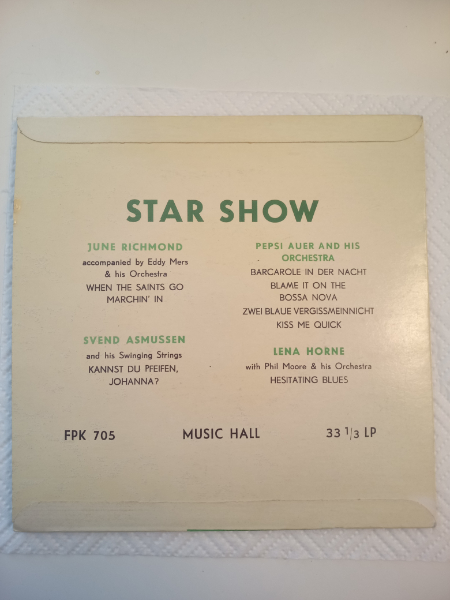 STAR SHOW
JUNE RICHMOND
accompanied by Eddy Mers
& his Orchestra
WHEN THE SAINTS GO
MARCHIN' IN
SVEND ASMUSSEN
and his Swinging Strings
KANNST DU PFEIFEN,
JOHANNA?
PEPSI AUER AND HIS
ORCHESTRA
BARCAROLE IN DER NACHT
BLAME IT ON THE
BOSSA NOVA
ZWEI BLAUE VERGISSMEINNICHT
KISS ME QUICK
LENA HORNE
with Phil Moore & his Orchestra
HESITATING BLUES
FPK 705 MUSIC HALL 33 1/3 LP